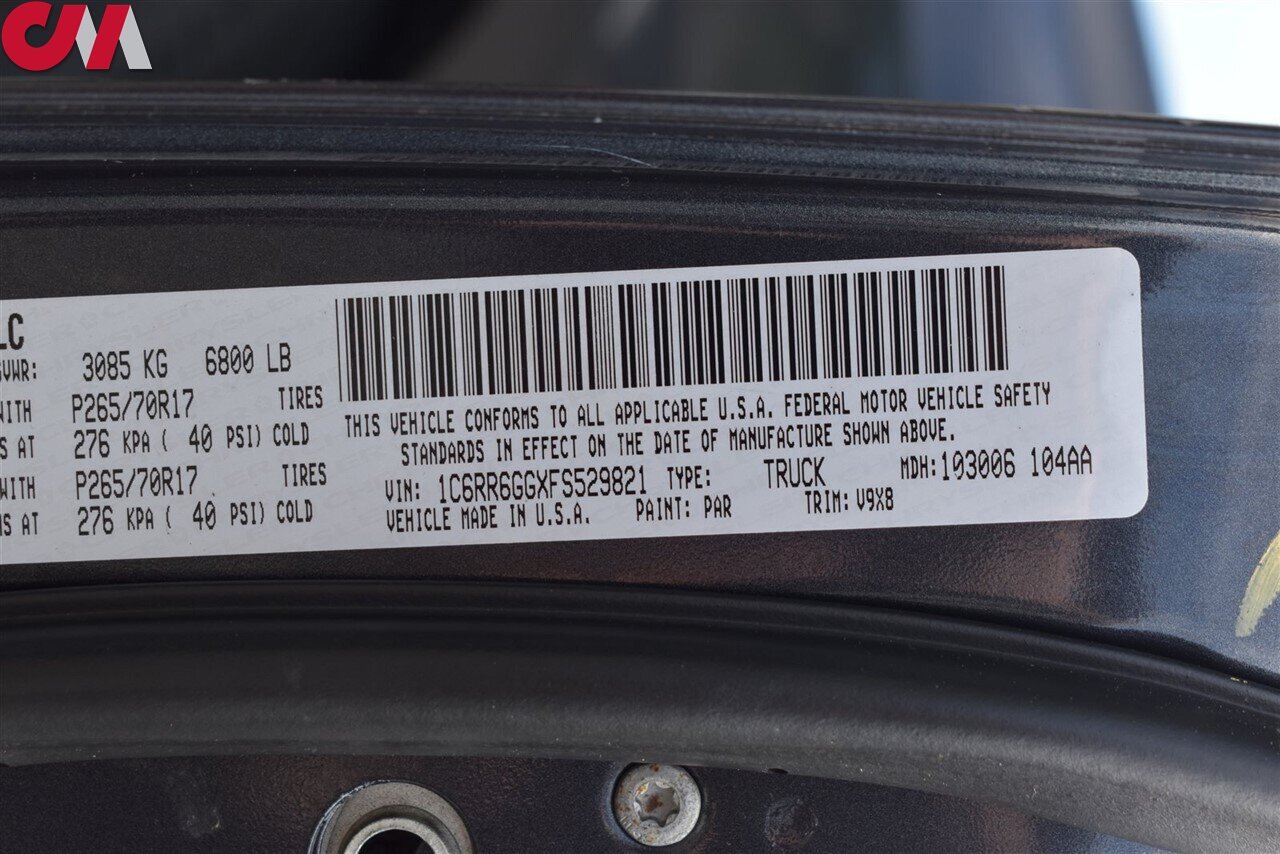 CM
LC
GVWR: 3085 KG 6800 LB
WITH P265/70R17 TIRES
AT 276 KPA ( 40 PSI) COLD
WITH P265/70R17 TIRES
AT 276 KPA ( 40 PSI) COLD
THIS VEHICLE CONFORMS TO ALL APPLICABLE U.S.A. FEDERAL MOTOR VEHICLE SAFETY
STANDARDS IN EFFECT ON THE DATE OF MANUFACTURE SHOWN ABOVE.
VIN: 1C6RR6GGXFS529821 TYPE: TRUCK MDH:103006 104AA
VEHICLE MADE IN U.S.A. PAINT: PAR TRIM: V9X8